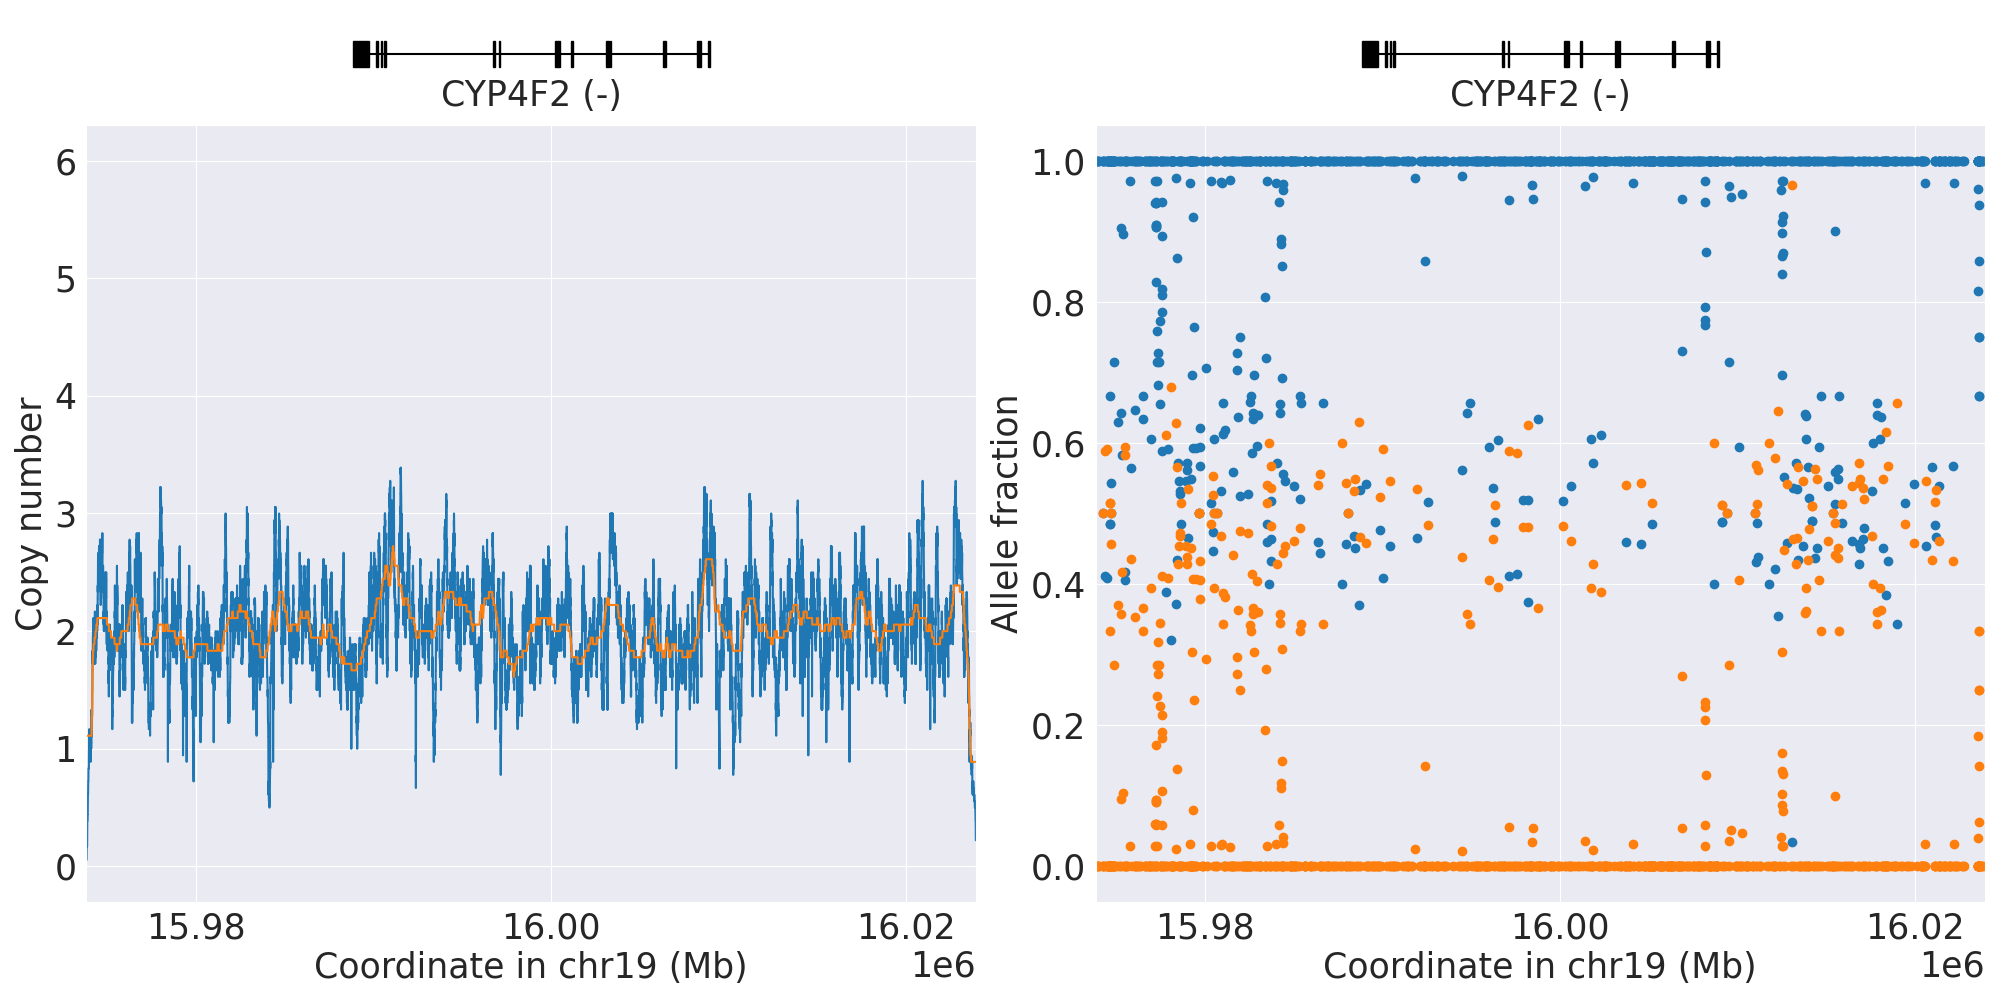 CYP4F2 (-)
Copy number
6
5
4
3
2
1
0
15.98
16.00
16.02
1e6
Coordinate in chr19 (Mb)
CYP4F2 (-)
Allele fraction
1.0
0.8
0.6
0.4
0.2
0.0
15.98
16.00
16.02
1e6
Coordinate in chr19 (Mb)